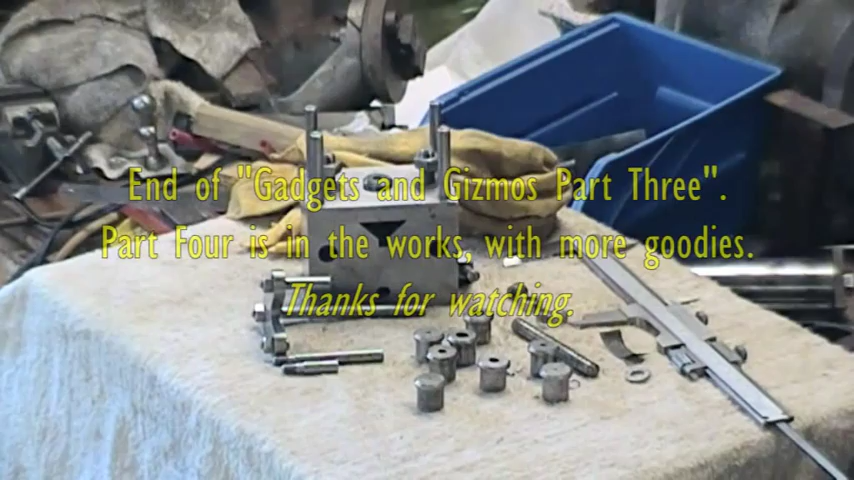 End of "Gadgets and Gizmos Part Three".
Part Four is in the works, with more goodies.
Thanks for watching.